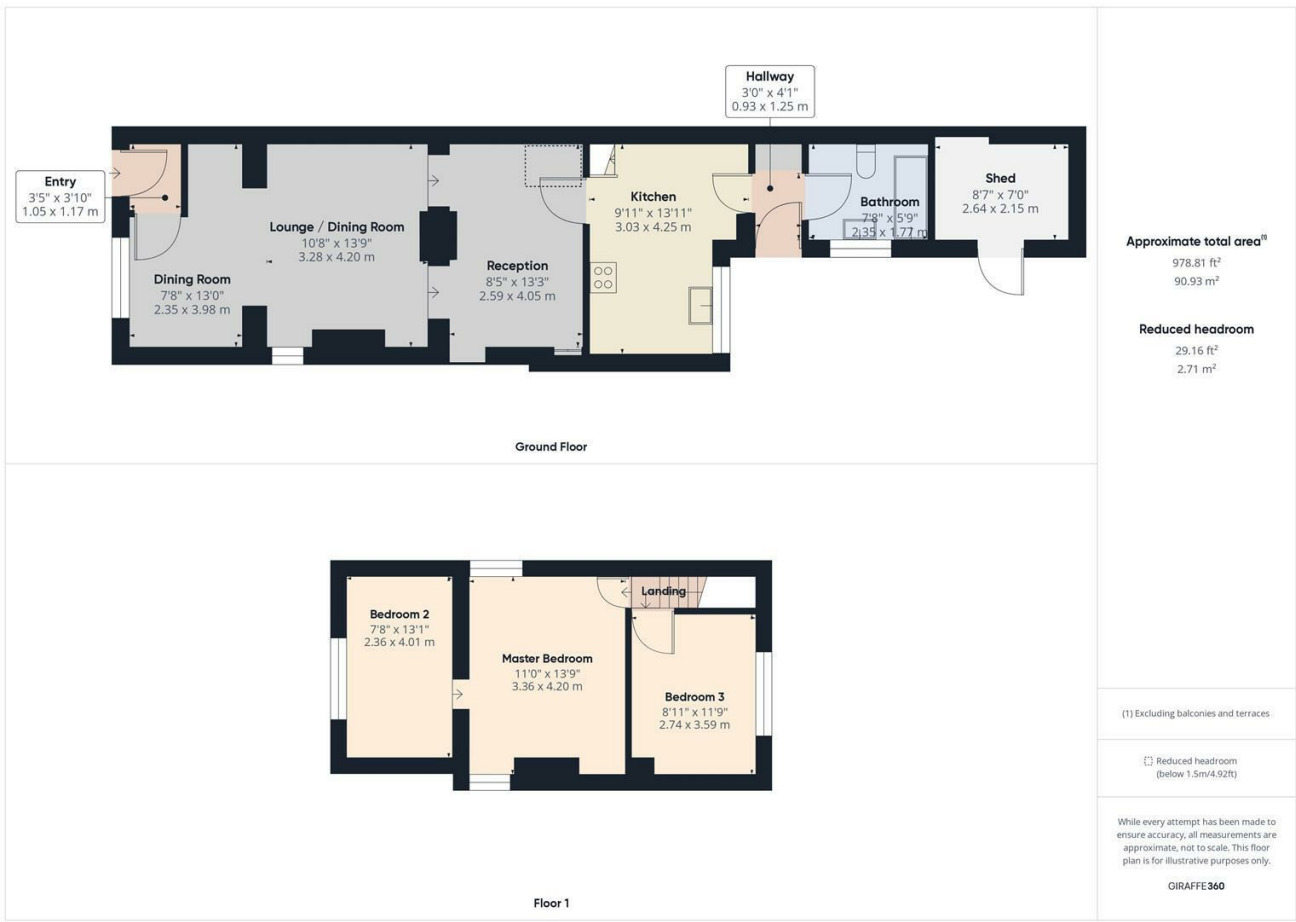 Hallway
3'0" x 4'1"
0.93 x 1.25 m
Entry
3'5" x 3'10"
1.05 x 1.17 m
Dining Room
7'8" x 13'0"
2.35 x 3.98 m
Lounge / Dining Room
10'8" x 13'9"
3.28 x 4.20 m
Reception
8'5" x 13'3"
2.59 x 4.05 m
Kitchen
9'11" x 13'11"
3.03 x 4.25 m
Bathroom
7'8" x 5'9"
2.35 x 1.77 m
Shed
8'7" x 7'0"
2.64 x 2.15 m
Ground Floor
Bedroom 2
7'8" x 13'1"
2.36 x 4.01 m
Master Bedroom
11'0" x 13'9"
3.36 x 4.20 m
Landing
Bedroom 3
8'11" x 11'9"
2.74 x 3.59 m
Floor 1
Approximate total area⁽¹⁾
978.81 ft²
90.93 m²
Reduced headroom
29.16 ft²
2.71 m²
(1) Excluding balconies and terraces
Reduced headroom
(below 1.5m/4.92ft)
While every attempt has been made to
ensure accuracy, all measurements are
approximate, not to scale. This floor
plan is for illustrative purposes only.
GIRAFFE360